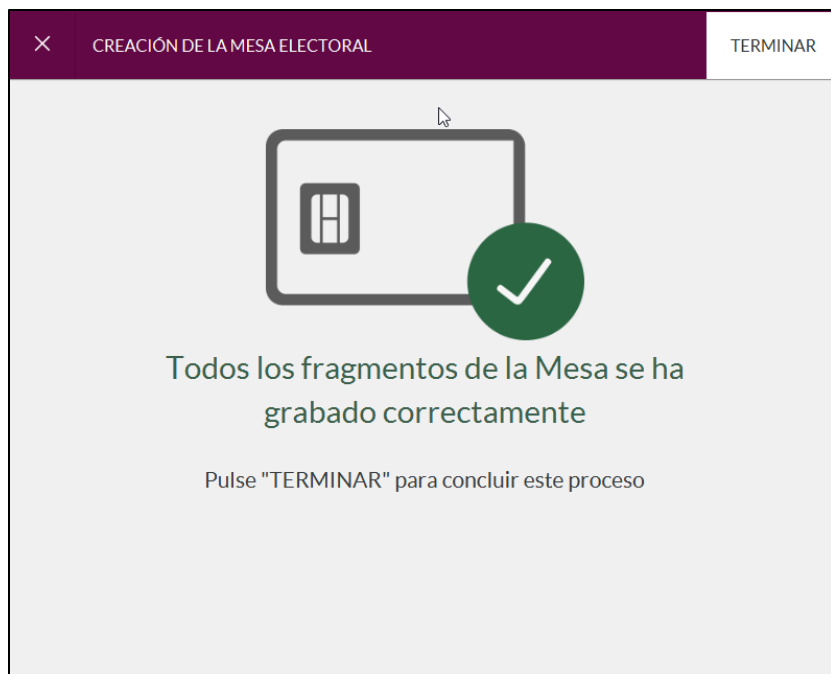 CREACIÓN DE LA MESA ELECTORAL TERMINAR
Todos los fragmentos de la Mesa se ha
grabado correctamente
Pulse "TERMINAR" para concluir este proceso